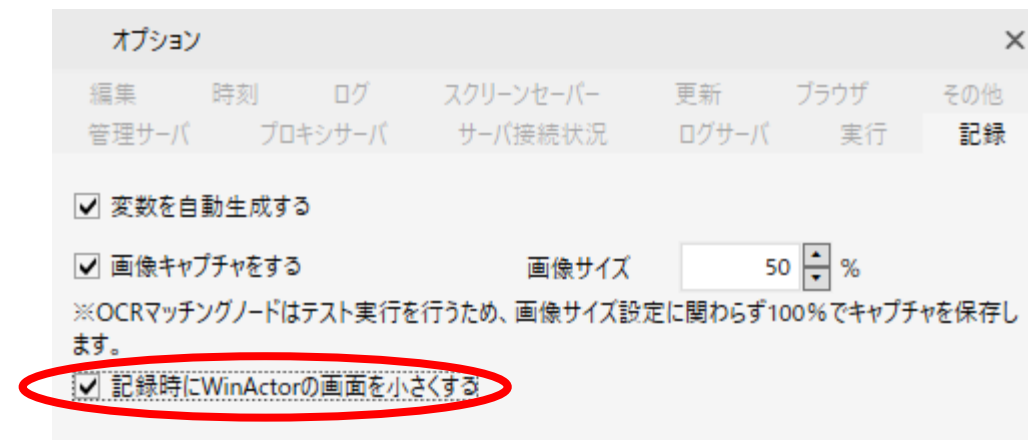 オプション
編集 時刻 ログ スクリーンセーバー 更新 ブラウザ その他
管理サーバ プロキシサーバ サーバ接続状況 ログサーバ 実行 記録
変数を自動生成する
画像キャプチャをする 画像サイズ 50 %
※OCRマッチングノードはテスト実行を行うため、画像サイズ設定に関わらず100%でキャプチャを保存し
ます。
記録時にWinActorの画面を小さくする